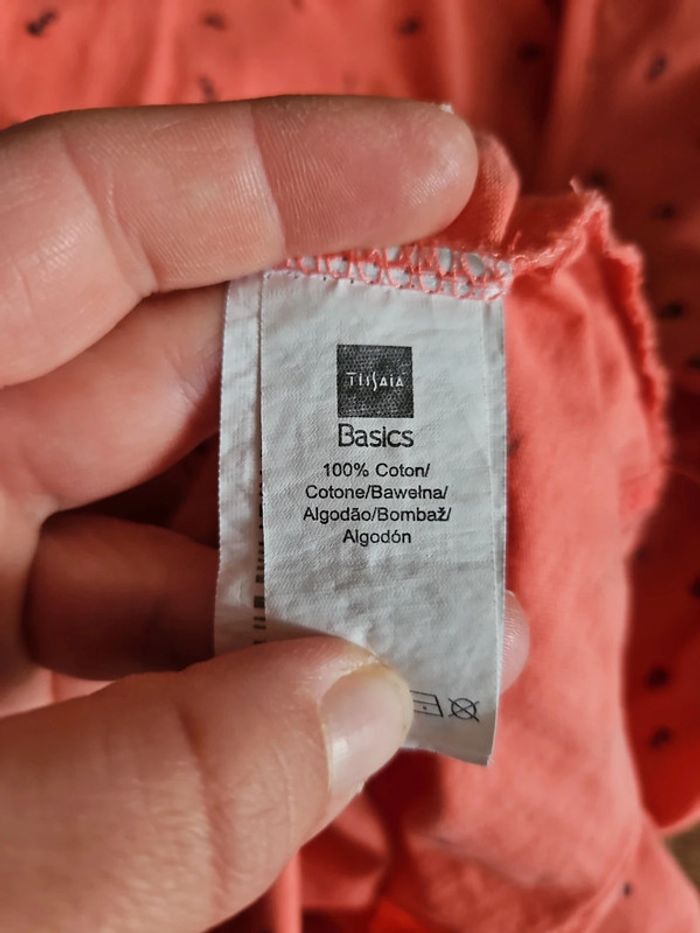 TISSAIA
Basics
100% Coton/
Cotone/Bawełna/
Algodão/Bombaž/
Algodón